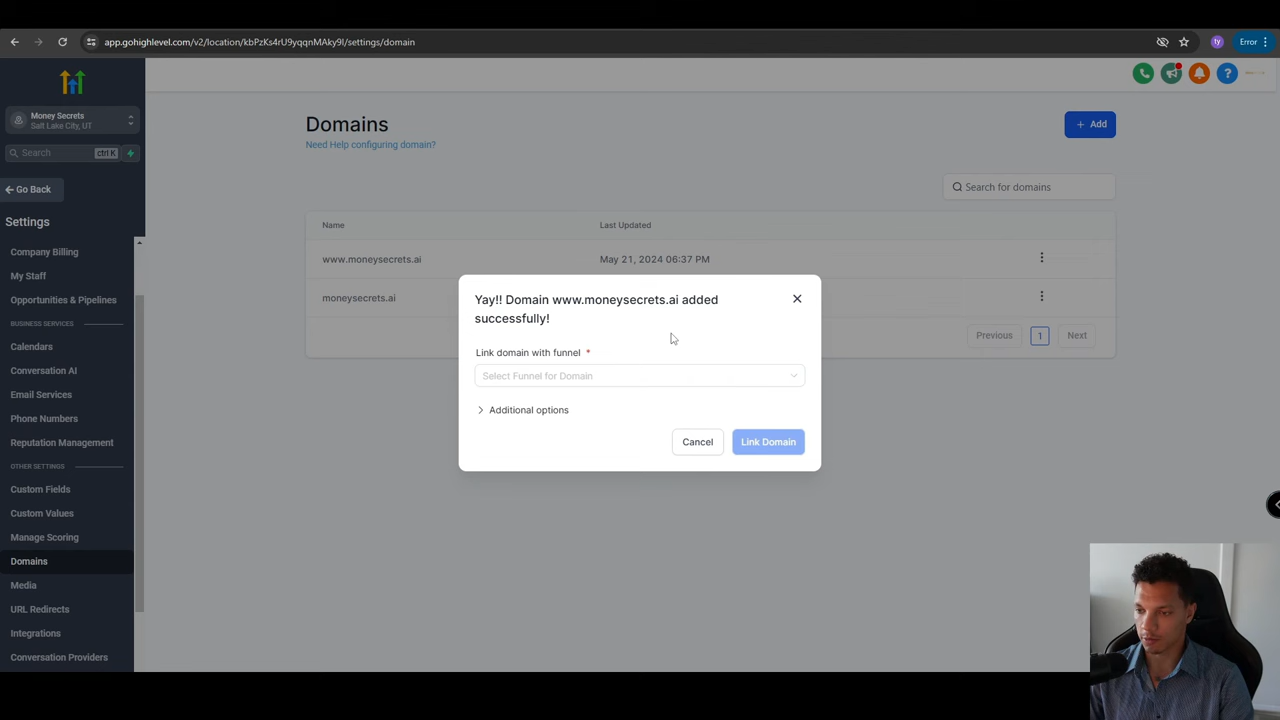 app.gohighlevel.com/v2/location/kbPzKs4rU9yqqnMAky9I/settings/domain
fy
Error
Money Secrets
Salt Lake City, UT
Search
ctrl K
Go Back
Settings
Company Billing
My Staff
Opportunities & Pipelines
BUSINESS SERVICES
Calendars
Conversation AI
Email Services
Phone Numbers
Reputation Management
OTHER SETTINGS
Custom Fields
Custom Values
Manage Scoring
Domains
Media
URL Redirects
Integrations
Conversation Providers
Domains
Need Help configuring domain?
+ Add
Search for domains
Name
Last Updated
www.moneysecrets.ai
May 21, 2024 06:37 PM
moneysecrets.ai
Previous
1
Next
Yay!! Domain www.moneysecrets.ai added
successfully!
Link domain with funnel *
Select Funnel for Domain
Additional options
Cancel
Link Domain